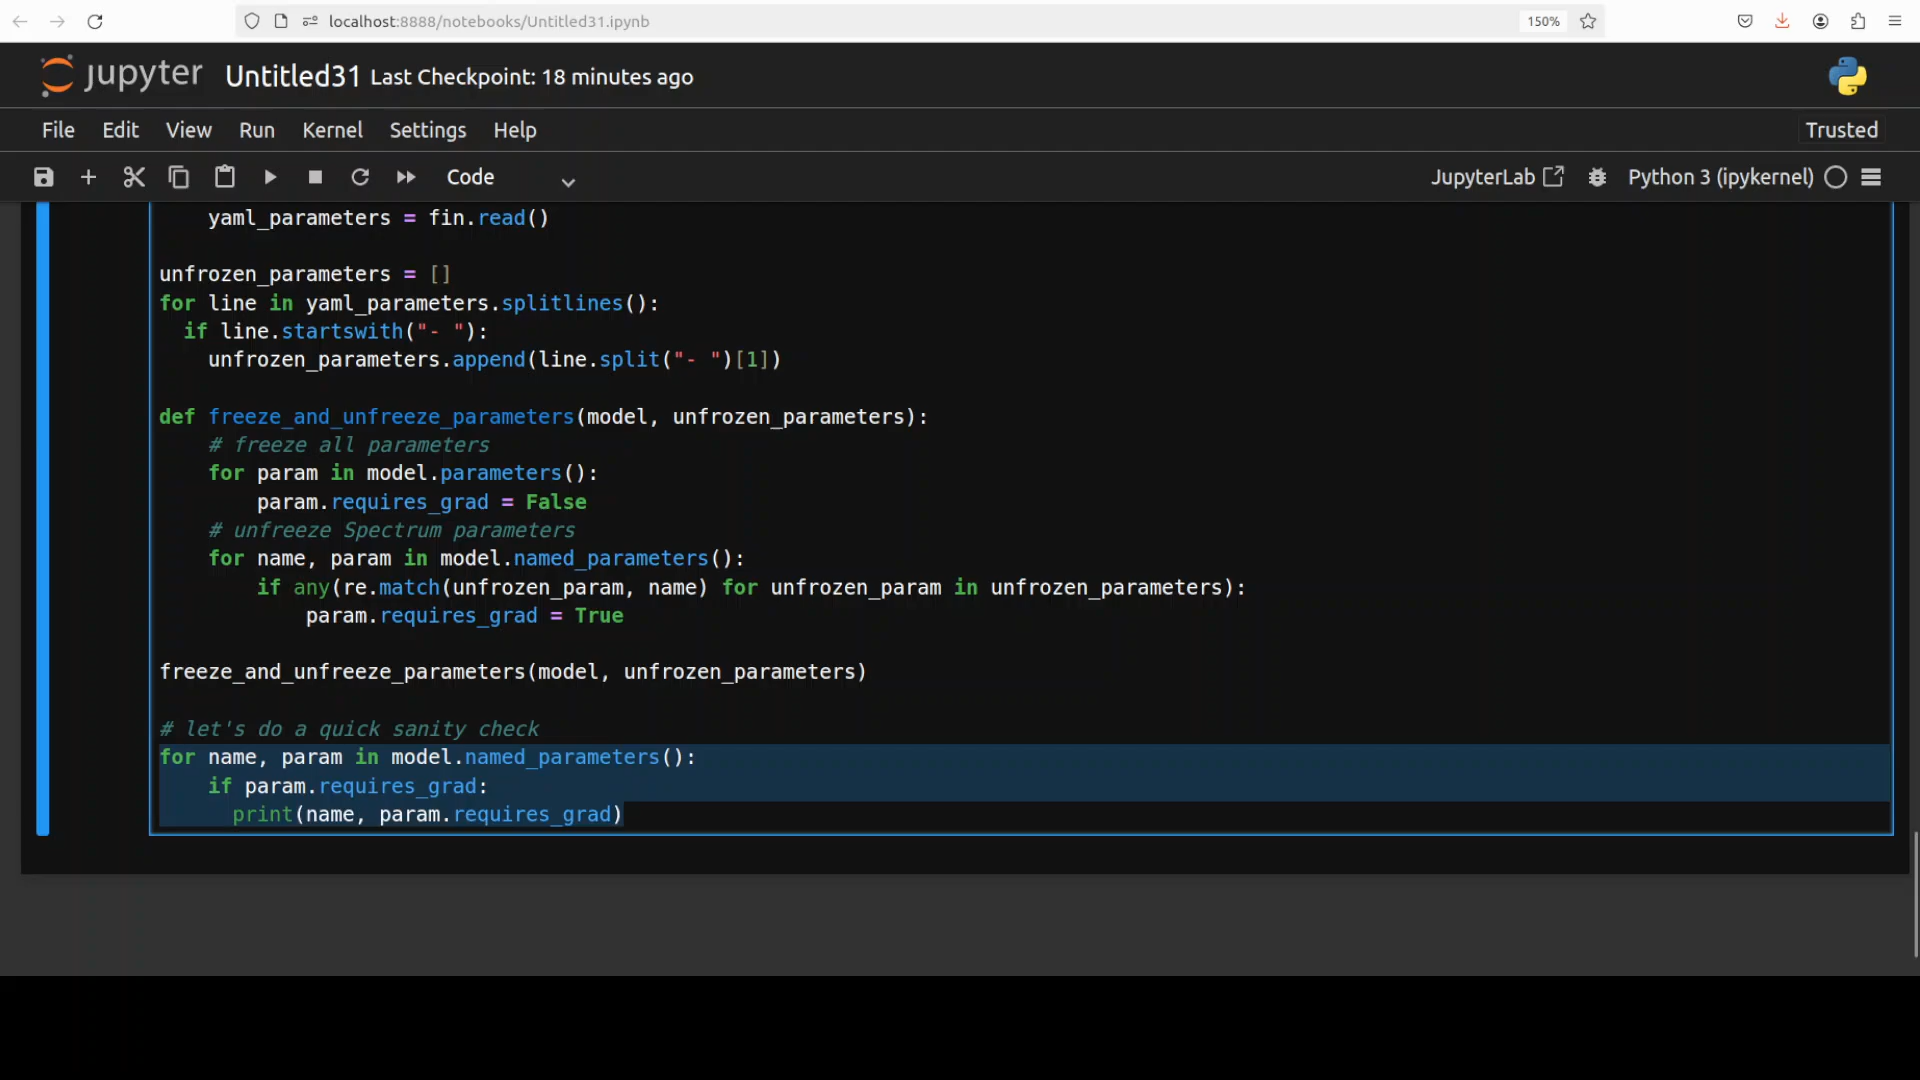 localhost:8888/notebooks/Untitled31.ipynb
150%
jupyter Untitled31 Last Checkpoint: 18 minutes ago
File Edit View Run Kernel Settings Help
Trusted
Code
JupyterLab
Python 3 (ipykernel)
        yaml_parameters = fin.read()
unfrozen_parameters = []
for line in yaml_parameters.splitlines():
  if line.startswith("- "):
    unfrozen_parameters.append(line.split("- ")[1])
def freeze_and_unfreeze_parameters(model, unfrozen_parameters):
    # freeze all parameters
    for param in model.parameters():
        param.requires_grad = False
    # unfreeze Spectrum parameters
    for name, param in model.named_parameters():
        if any(re.match(unfrozen_param, name) for unfrozen_param in unfrozen_parameters):
            param.requires_grad = True
freeze_and_unfreeze_parameters(model, unfrozen_parameters)
# let's do a quick sanity check
for name, param in model.named_parameters():
    if param.requires_grad:
      print(name, param.requires_grad)